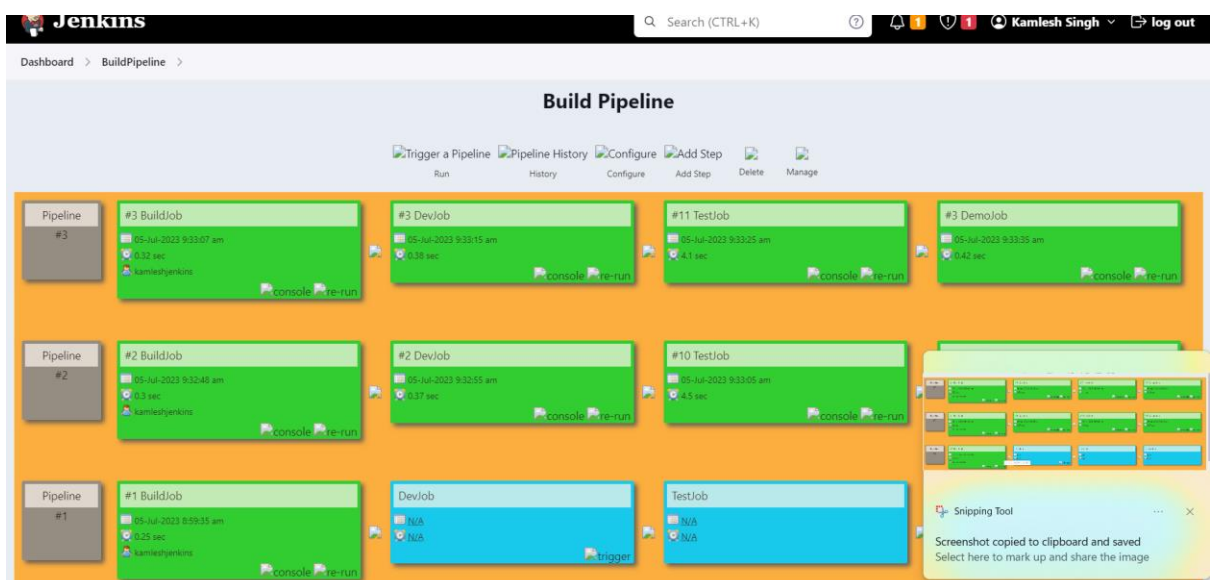 Jenkins
Search (CTRL+K)
1
1
Kamlesh Singh
log out
Dashboard > BuildPipeline >
Build Pipeline
Trigger a Pipeline Pipeline History Configure Add Step
Run History Configure Add Step Delete Manage
Pipeline
#3
#3 BuildJob
05-Jul-2023 9:33:07 am
0.32 sec
kamleshjenkins
console re-run
#3 DevJob
05-Jul-2023 9:33:15 am
0.38 sec
console re-run
#11 TestJob
05-Jul-2023 9:33:25 am
4.1 sec
console re-run
#3 DemoJob
05-Jul-2023 9:33:35 am
0.42 sec
console re-run
Pipeline
#2
#2 BuildJob
05-Jul-2023 9:32:48 am
0.3 sec
kamleshjenkins
console re-run
#2 DevJob
05-Jul-2023 9:32:55 am
0.37 sec
console re-run
#10 TestJob
05-Jul-2023 9:33:05 am
4.5 sec
console re-run
Pipeline
#1
#1 BuildJob
05-Jul-2023 8:59:35 am
0.25 sec
kamleshjenkins
console re-run
DevJob
N/A
N/A
trigger
TestJob
N/A
N/A
Snipping Tool
Screenshot copied to clipboard and saved
Select here to mark up and share the image